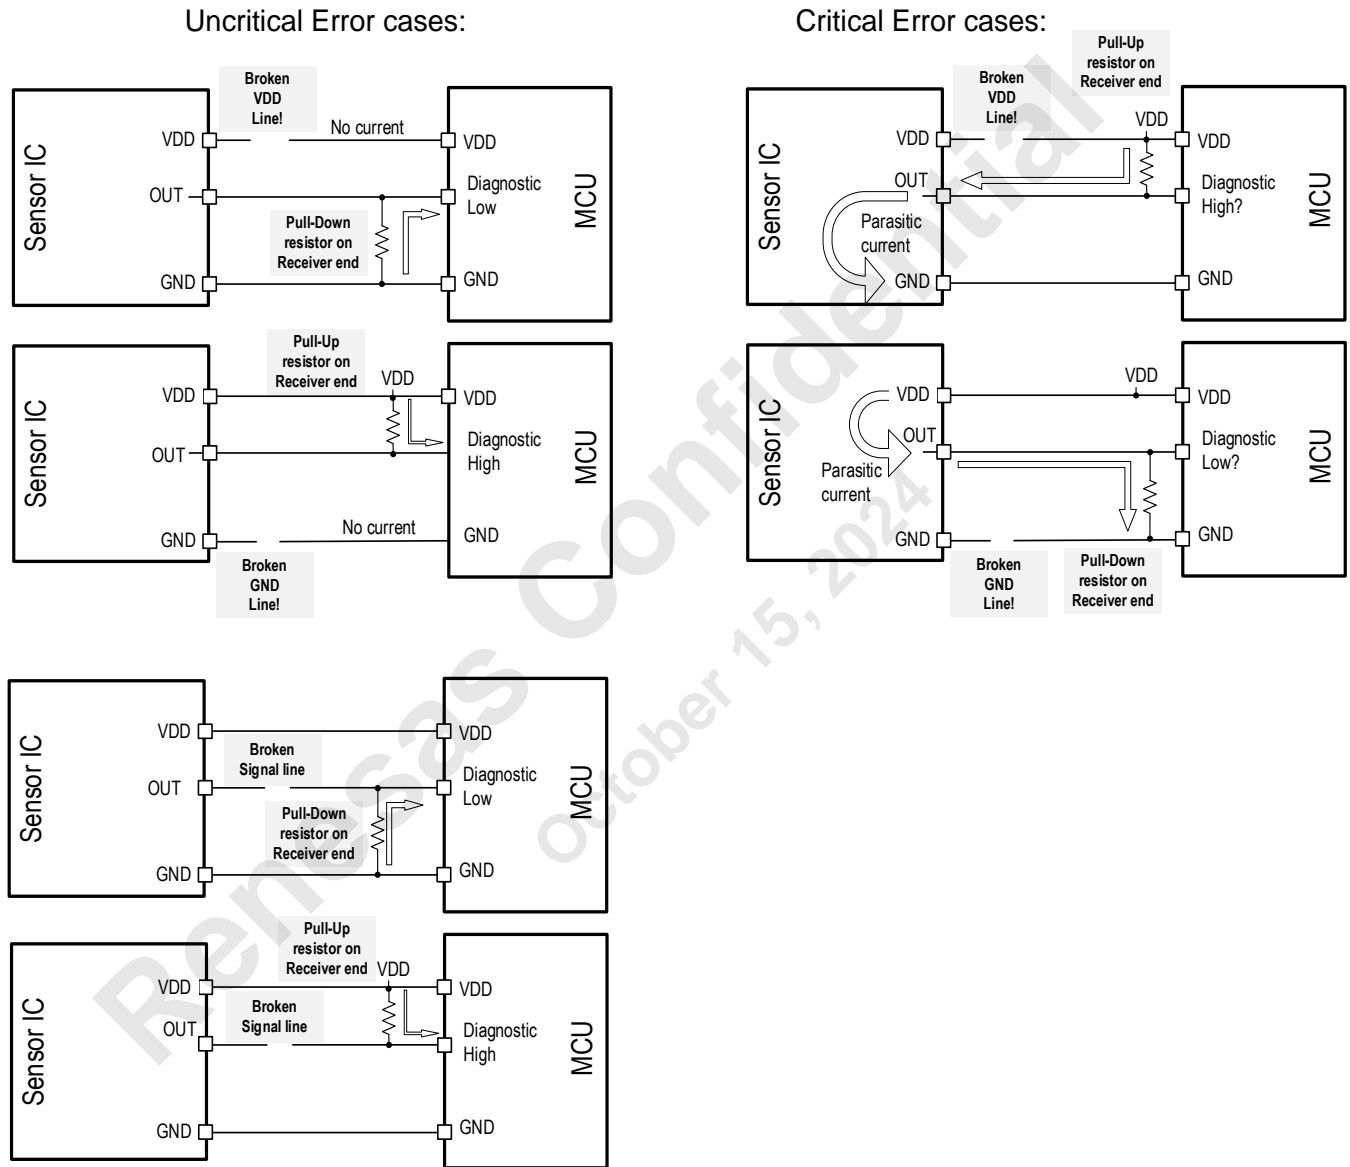 Uncritical Error cases:
Broken
VDD
Line!
No current
Sensor IC
VDD
OUT
GND
Pull-Down
resistor on
Receiver end
VDD
Diagnostic
Low
GND
MCU
Pull-Up
resistor on
Receiver end
VDD
Sensor IC
VDD
OUT
GND
No current
Broken
GND
Line!
VDD
Diagnostic
High
GND
MCU
Sensor IC
VDD
OUT
GND
Broken
Signal line
Pull-Down
resistor on
Receiver end
VDD
Diagnostic
Low
GND
MCU
Pull-Up
resistor on
Receiver end
VDD
Sensor IC
VDD
OUT
GND
Broken
Signal line
VDD
Diagnostic
High
GND
MCU
Critical Error cases:
Pull-Up
resistor on
Receiver end
Broken
VDD
Line!
VDD
Sensor IC
VDD
OUT
Parasitic
current
GND
VDD
Diagnostic
High?
GND
MCU
Sensor IC
VDD
OUT
Parasitic
current
GND
VDD
VDD
Diagnostic
Low?
GND
MCU
Broken
GND
Line!
Pull-Down
resistor on
Receiver end
Renesas Confidential
October 15, 2024